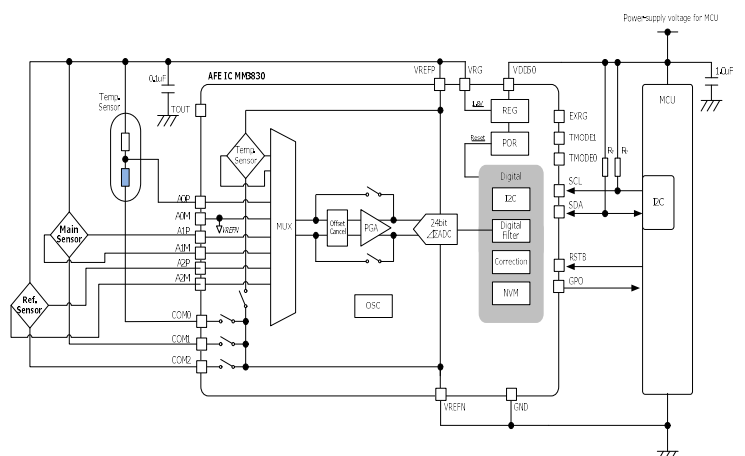 Power-supply voltage for MCU
AFE IC MM3830
VREFP
VRG
VDD50
0.1uF
1.0uF
Temp.
Sensor
TOUT
1.8V
REG
EXRG
MCU
Reset
POR
TMODE1
TMODE0
Temp.
Sensor
Digital
I2C
SCL
SDA
I2C
A0P
A0M
VREFN
MUX
Offset
Cancel
PGA
24bit
ΔΣADC
Digital
Filter
Main
Sensor
A1P
A1M
A2P
A2M
Correction
RSTB
Ref.
Sensor
NVM
GPO
OSC
COM0
COM1
COM2
VREFN
GND